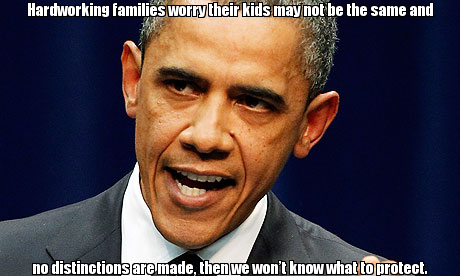 Hardworking families worry their kids may not be the same and
no distinctions are made, then we won't know what to protect.